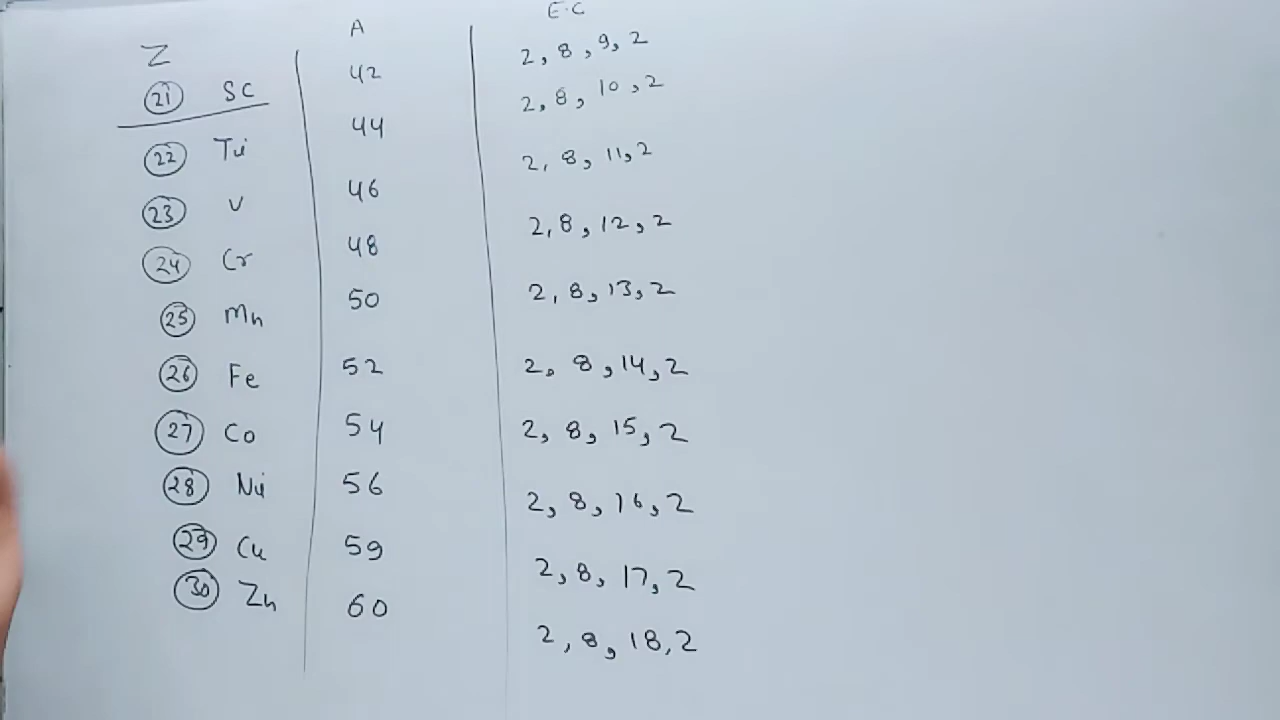 Z A E.C
21 Sc 42 2, 8, 9, 2
22 Ti 44 2, 8, 10, 2
23 V 46 2, 8, 11, 2
24 Cr 48 2, 8, 12, 2
25 Mn 50 2, 8, 13, 2
26 Fe 52 2, 8, 14, 2
27 Co 54 2, 8, 15, 2
28 Ni 56 2, 8, 16, 2
29 Cu 59 2, 8, 17, 2
30 Zn 60 2, 8, 18, 2